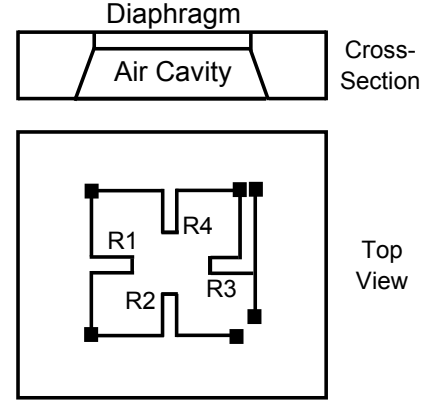 Diaphragm
Air Cavity
Cross-
Section
R1
R4
R2
R3
Top
View